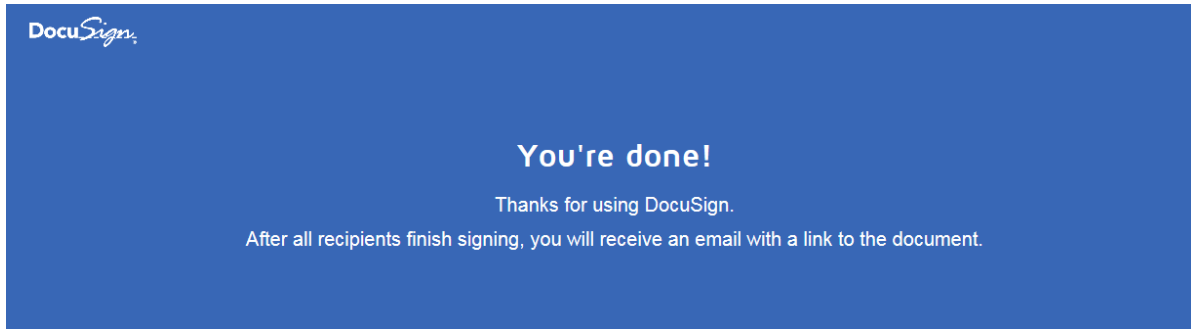 DocuSign
You're done!
Thanks for using DocuSign.
After all recipients finish signing, you will receive an email with a link to the document.